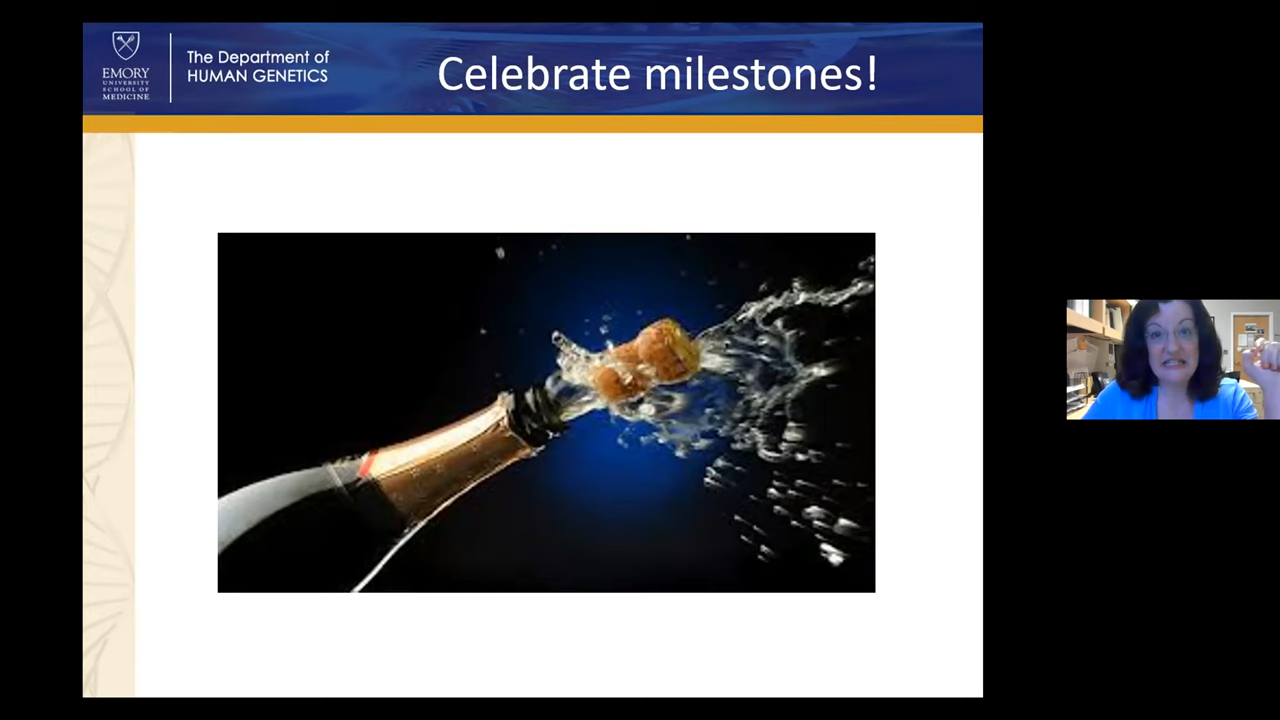 EMORY
UNIVERSITY
SCHOOL OF
MEDICINE
The Department of
HUMAN GENETICS
Celebrate milestones!